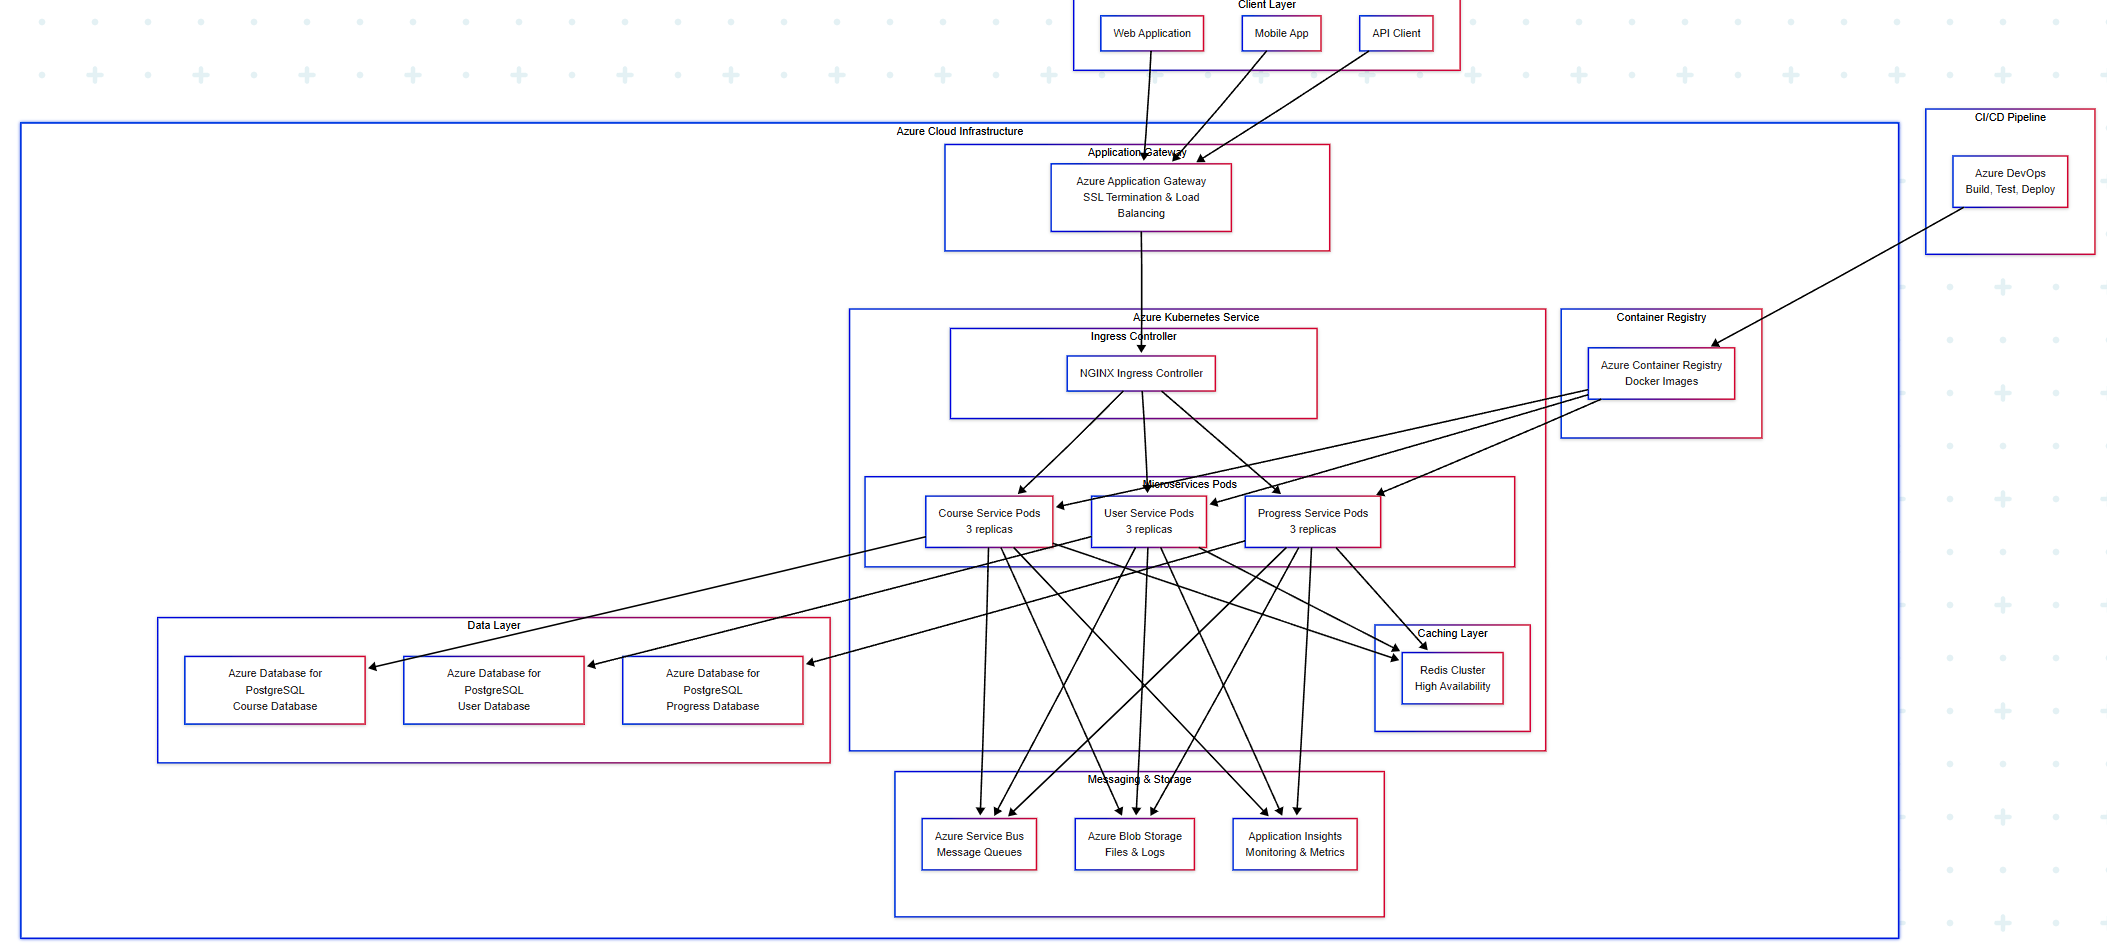 Client Layer
Web Application
Mobile App
API Client
CI/CD Pipeline
Azure DevOps
Build, Test, Deploy
Azure Cloud Infrastructure
Application Gateway
Azure Application Gateway
SSL Termination & Load
Balancing
Azure Kubernetes Service
Ingress Controller
NGINX Ingress Controller
Container Registry
Azure Container Registry
Docker Images
Microservices Pods
Course Service Pods
3 replicas
User Service Pods
3 replicas
Progress Service Pods
3 replicas
Data Layer
Azure Database for
PostgreSQL
Course Database
Azure Database for
PostgreSQL
User Database
Azure Database for
PostgreSQL
Progress Database
Caching Layer
Redis Cluster
High Availability
Messaging & Storage
Azure Service Bus
Message Queues
Azure Blob Storage
Files & Logs
Application Insights
Monitoring & Metrics